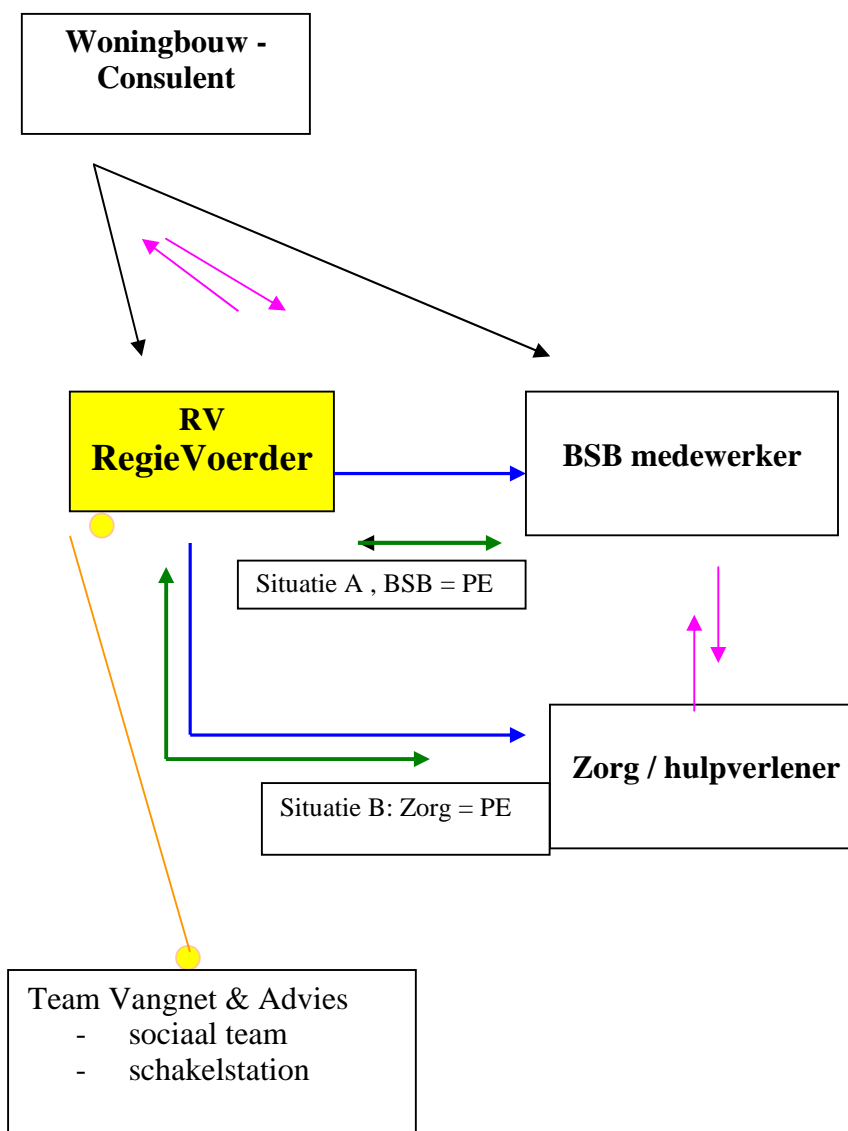 Woningbouw -
Consulent
RV
RegieVoerder
BSB medewerker
Situatie A , BSB = PE
Zorg / hulpverlener
Situatie B: Zorg = PE
Team Vangnet & Advies
- sociaal team
- schakelstation